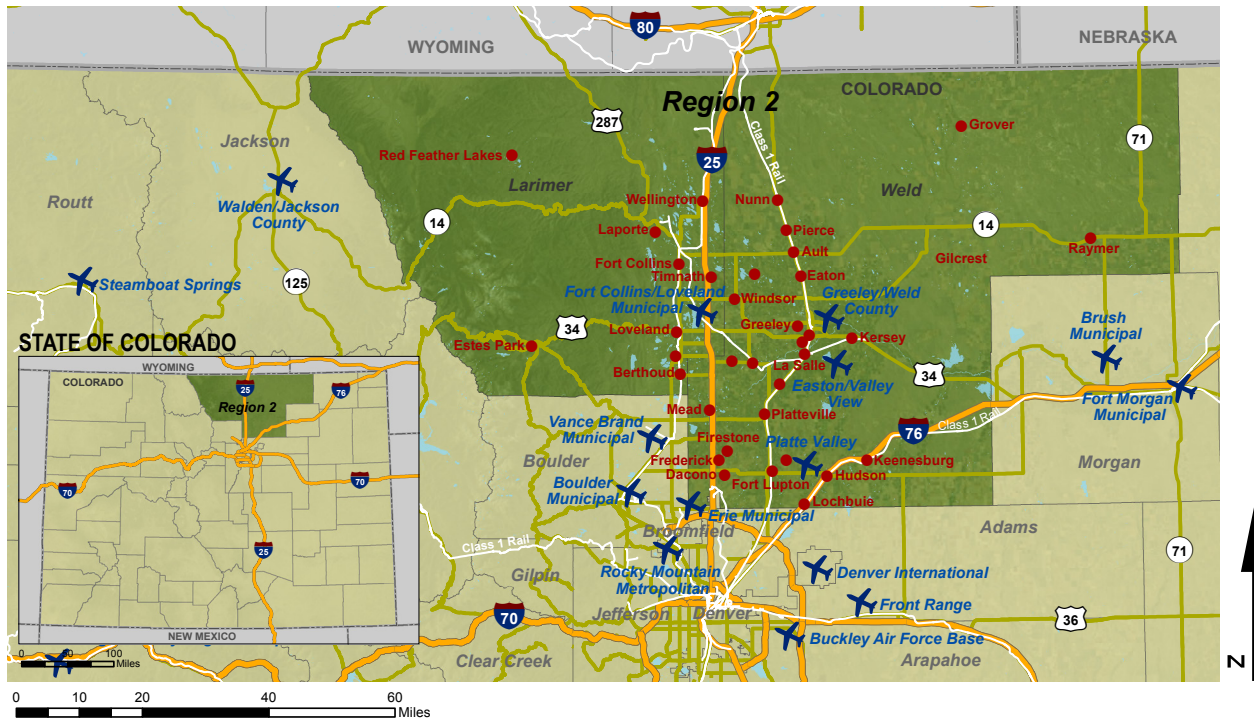 80
WYOMING
NEBRASKA
Region 2
COLORADO
287
Grover
71
Jackson
Red Feather Lakes
25
Class 1 Rail
Larimer
Weld
Routt
Walden/Jackson
County
Wellington
Nunn
14
Laporte
Pierce
14
Raymer
Ault
Gilcrest
Fort Collins
Timnath
Eaton
Steamboat Springs
125
Fort Collins/Loveland
Municipal
Windsor
Greeley/Weld
County
Brush
Municipal
34
Loveland
Greeley
Kersey
Estes Park
La Salle
Berthoud
34
Easton/Valley
View
Fort Morgan
Municipal
Mead
Platteville
Class 1 Rail
76
Vance Brand
Municipal
Firestone
Platte Valley
Boulder
Frederick
Keenesburg
Morgan
Dacono
Fort Lupton
Hudson
Boulder
Municipal
Lochbuie
Erie Municipal
Broomfield
Adams
Class 1 Rail
71
Gilpin
Rocky Mountain
Metropolitan
Denver International
Front Range
70
Jefferson
Denver
36
Buckley Air Force Base
Clear Creek
Arapahoe
STATE OF COLORADO
WYOMING
COLORADO
25
76
Region 2
70
70
25
NEW MEXICO
0 50 100
Miles
0 10 20 40 60
Miles
N